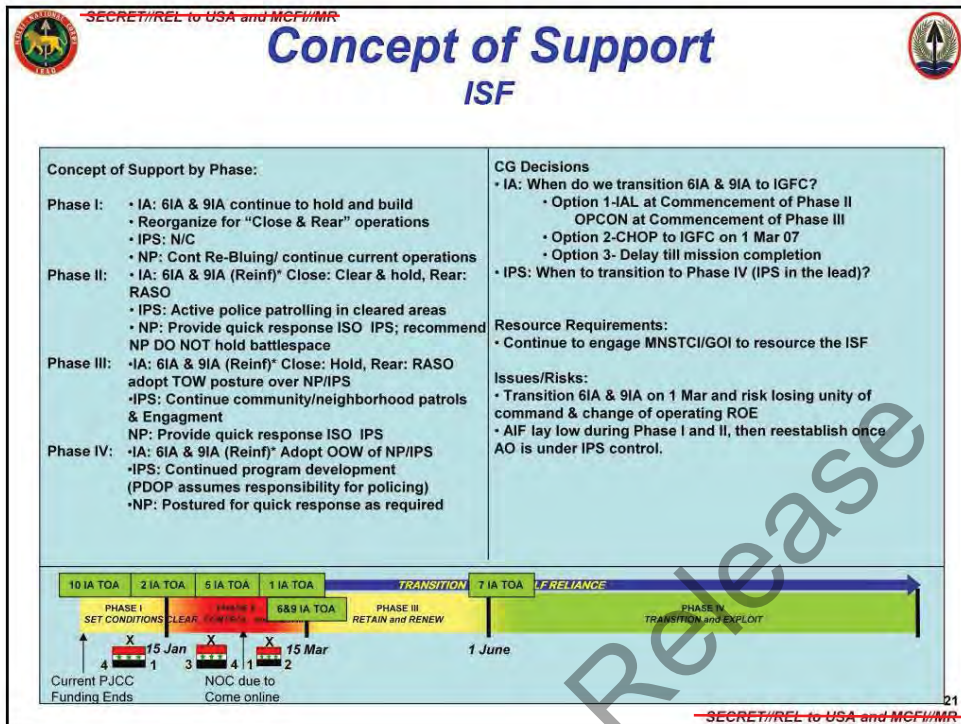 SECRET//REL to USA and MCFI//MR
Concept of Support
ISF
Concept of Support by Phase:
Phase I: • IA: 6IA & 9IA continue to hold and build
• Reorganize for “Close & Rear” operations
• IPS: N/C
• NP: Cont Re-Bluing/ continue current operations
Phase II: • IA: 6IA & 9IA (Reinf)* Close: Clear & hold, Rear:
RASO
• IPS: Active police patrolling in cleared areas
• NP: Provide quick response ISO IPS; recommend
NP DO NOT hold battlespace
Phase III: •IA: 6IA & 9IA (Reinf)* Close: Hold, Rear: RASO
adopt TOW posture over NP/IPS
•IPS: Continue community/neighborhood patrols
& Engagment
NP: Provide quick response ISO IPS
Phase IV: •IA: 6IA & 9IA (Reinf)* Adopt OOW of NP/IPS
•IPS: Continued program development
(PDOP assumes responsibility for policing)
•NP: Postured for quick response as required
CG Decisions
• IA: When do we transition 6IA & 9IA to IGFC?
• Option 1-IAL at Commencement of Phase II
OPCON at Commencement of Phase III
• Option 2-CHOP to IGFC on 1 Mar 07
• Option 3- Delay till mission completion
• IPS: When to transition to Phase IV (IPS in the lead)?
Resource Requirements:
• Continue to engage MNSTCI/GOI to resource the ISF
Issues/Risks:
• Transition 6IA & 9IA on 1 Mar and risk losing unity of
command & change of operating ROE
• AIF lay low during Phase I and II, then reestablish once
AO is under IPS control.
10 IA TOA 2 IA TOA 5 IA TOA 1 IA TOA TRANSITION 7 IA TOA LF RELIANCE
6&9 IA TOA
PHASE I PHASE III PHASE IV
SET CONDITIONS CLEAR, CONTROL RETAIN and RENEW TRANSITION and EXPLOIT
X X X
15 Jan 15 Mar 1 June
4 1 3 4 1 2
Current PJCC
Funding Ends
NOC due to
Come online
Release
21
SECRET//REL to USA and MCFI//MR